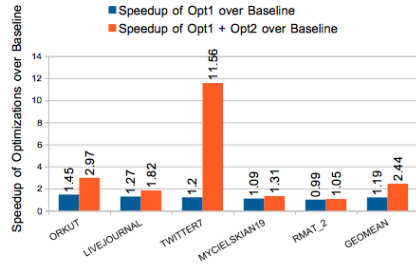 Speedup of Opt1 over Baseline
Speedup of Opt1 + Opt2 over Baseline
Speedup of Optimizations over Baseline
14
12
10
8
6
4
2
0
1.45
2.97
1.27
1.82
1.2
11.56
1.09
1.31
0.99
1.05
1.19
2.44
ORKUT
LIVEJOURNAL
TWITTER7
MYCIELSKIAN19
RMAT_2
GEOMEAN